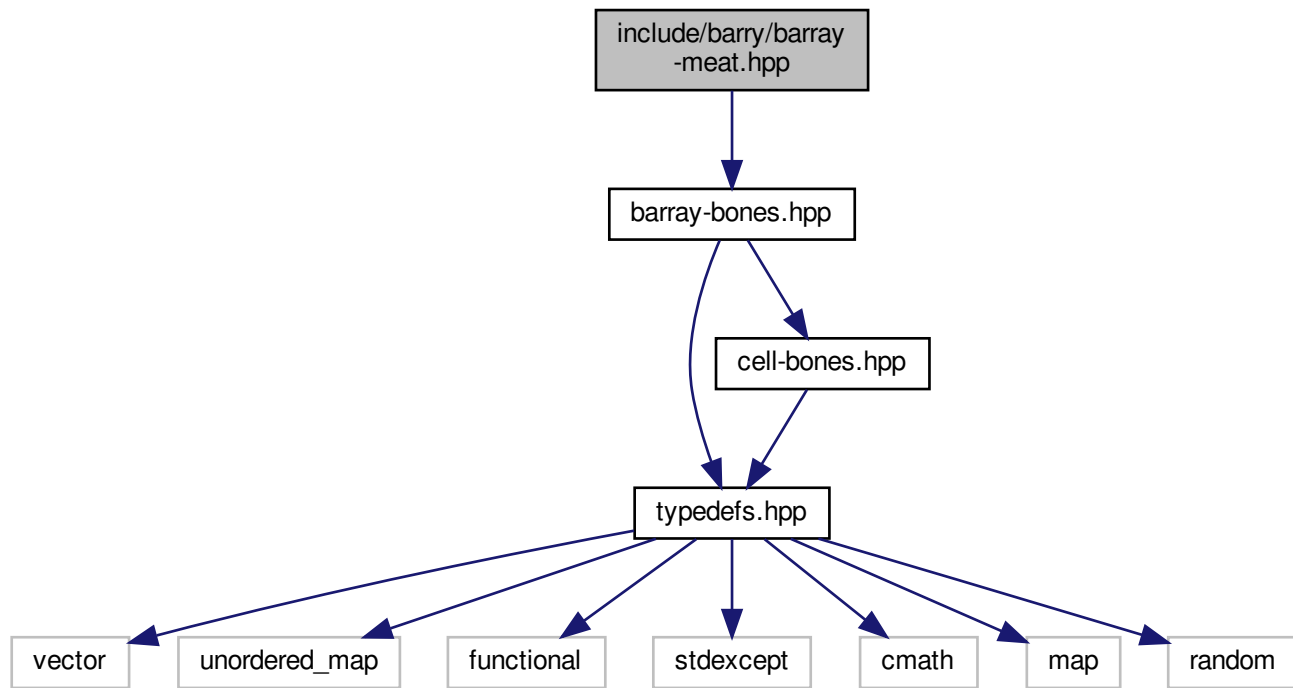 include/barry/barray
-meat.hpp
barray-bones.hpp
cell-bones.hpp
typedefs.hpp
vector
unordered_map
functional
stdexcept
cmath
map
random